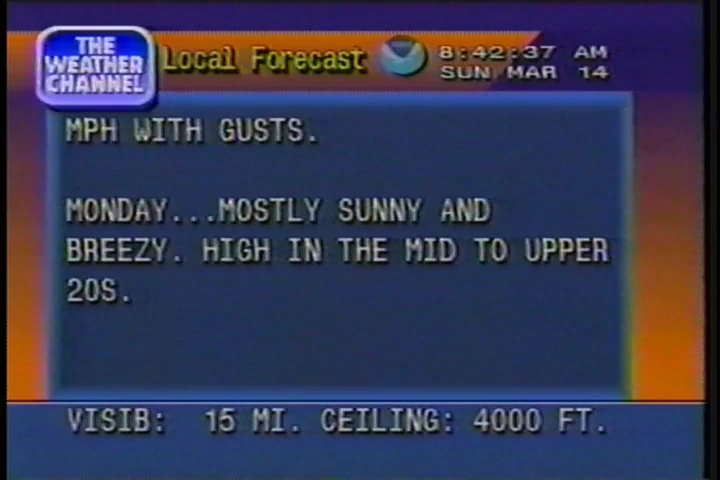 THE
WEATHER
CHANNEL
Local Forecast
8:42:37 AM
SUN MAR 14
MPH WITH GUSTS.
MONDAY...MOSTLY SUNNY AND
BREEZY. HIGH IN THE MID TO UPPER
20S.
VISIB: 15 MI. CEILING: 4000 FT.